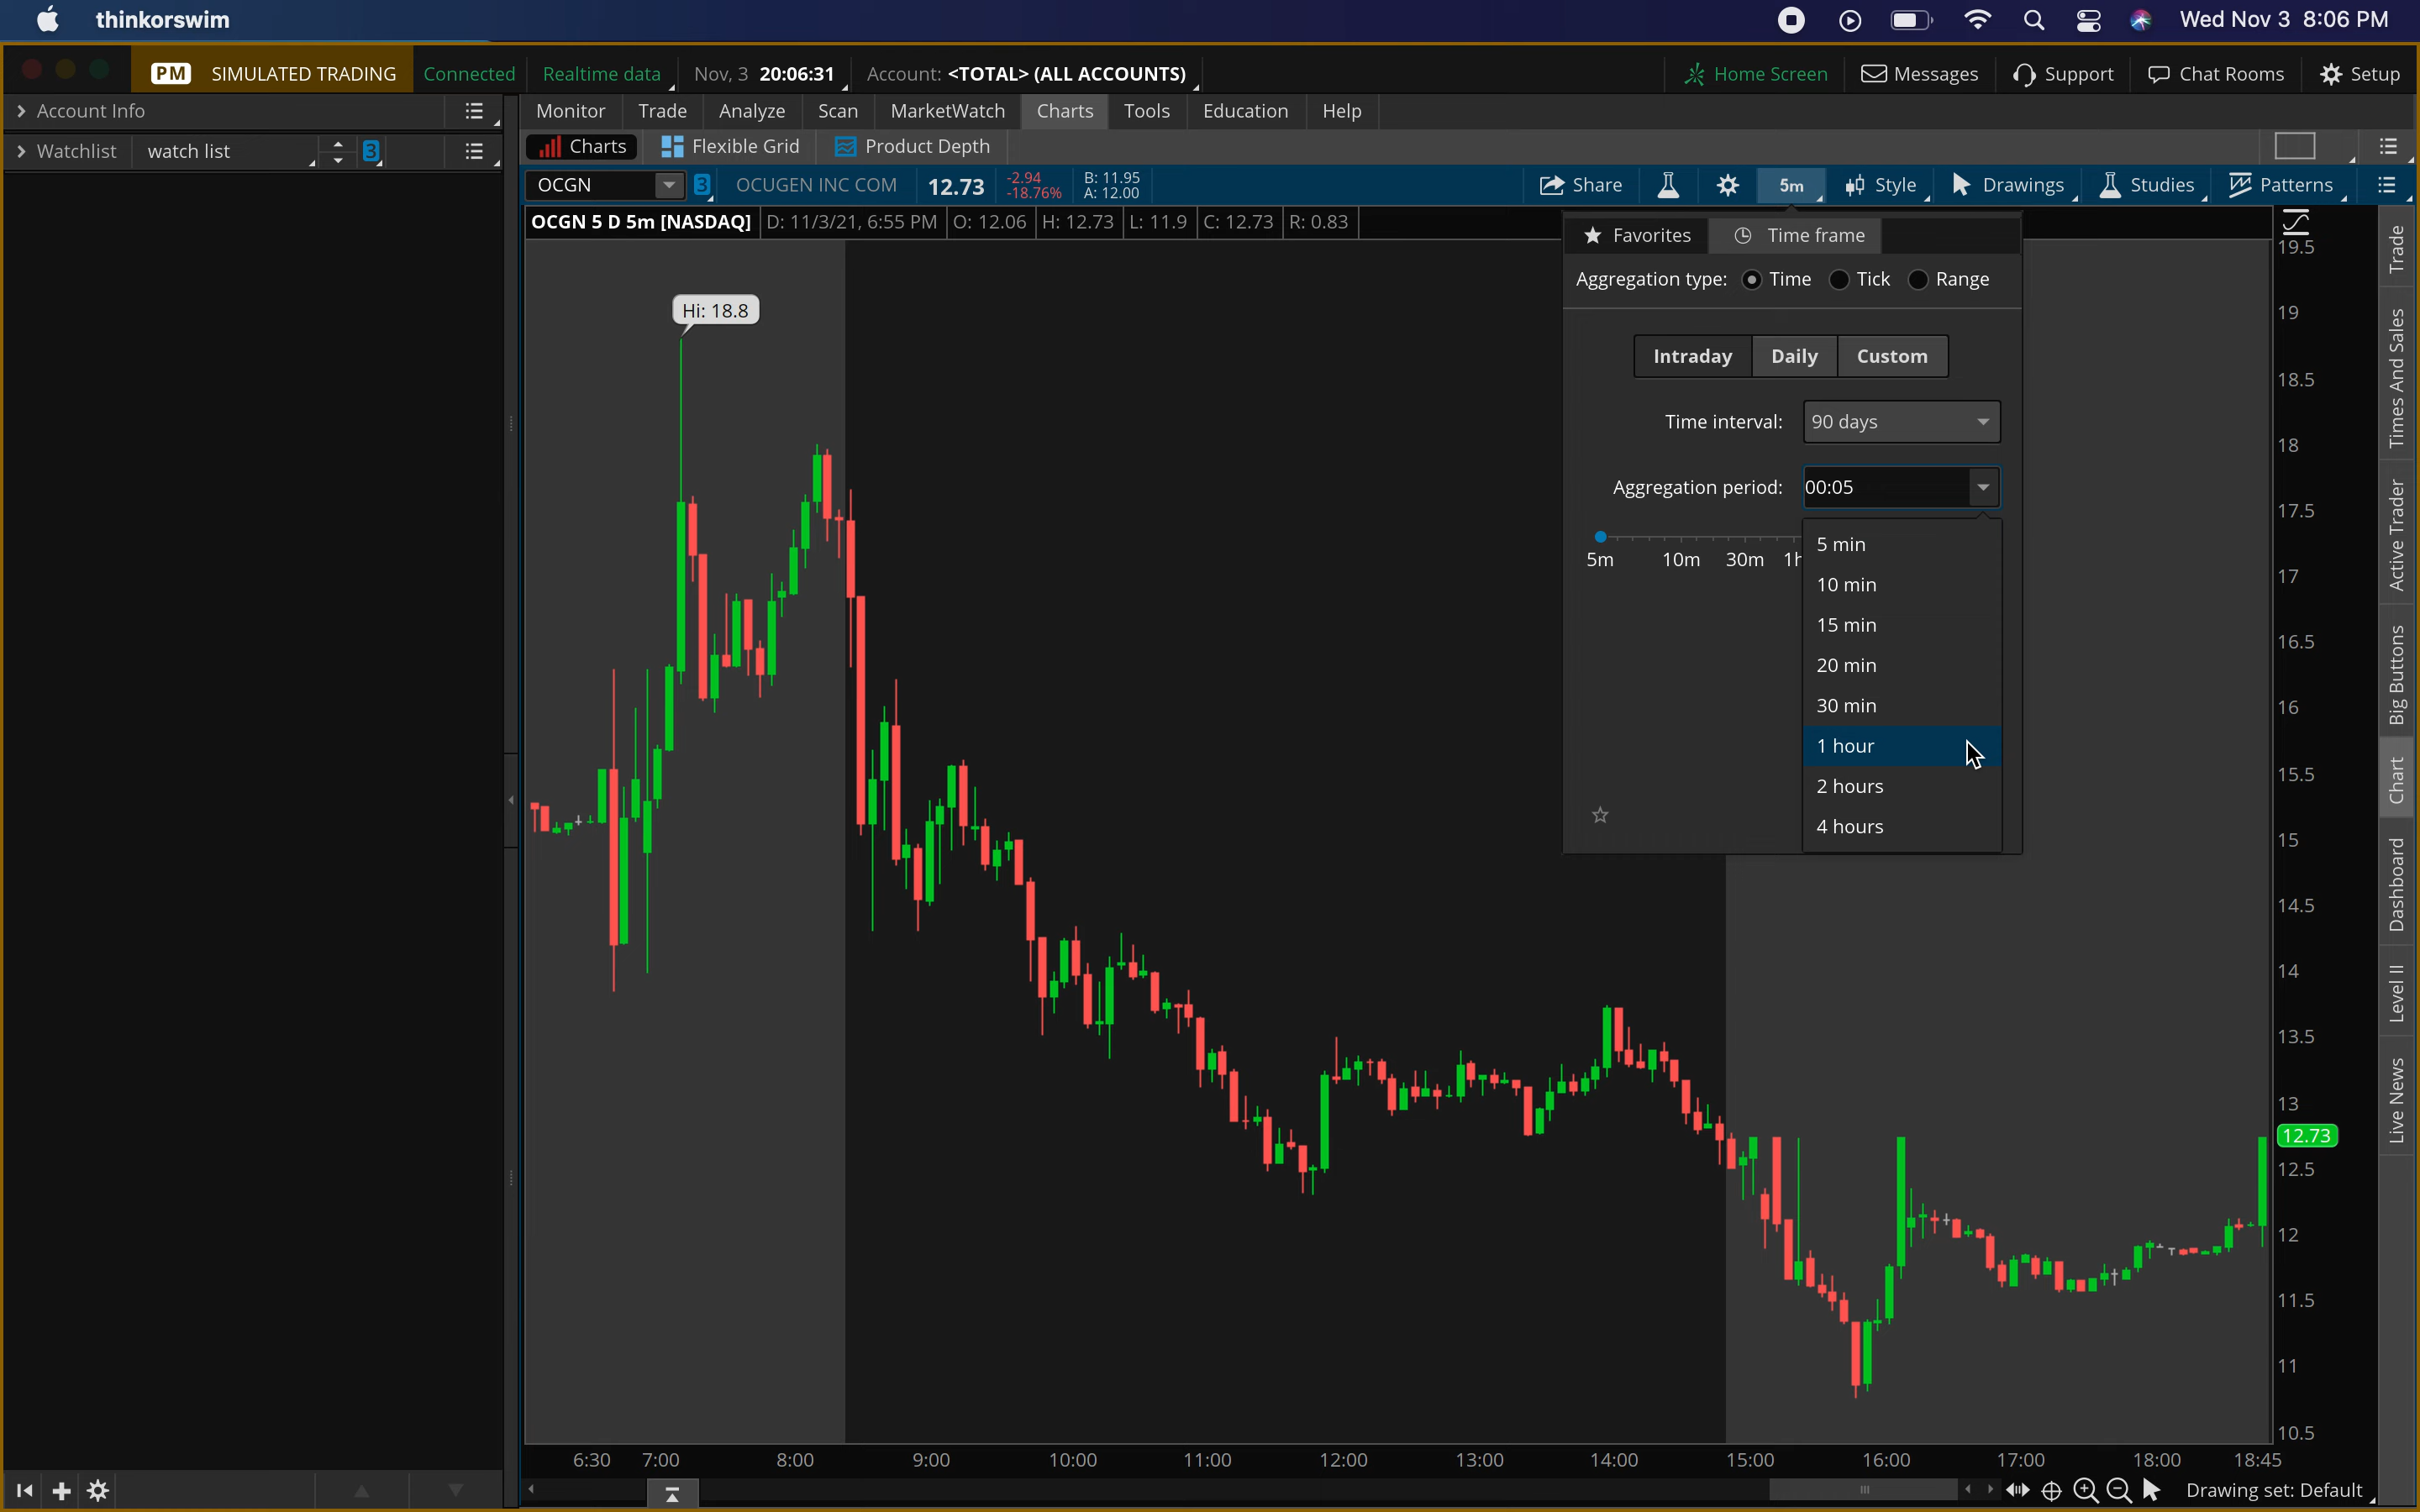 thinkorswim
Wed Nov 3 8:06 PM
PM SIMULATED TRADING Connected Realtime data Nov, 3 20:06:31 Account: <TOTAL> (ALL ACCOUNTS) Home Screen Messages Support Chat Rooms Setup
Account Info
Monitor Trade Analyze Scan MarketWatch Charts Tools Education Help
Watchlist watch list 3
Charts Flexible Grid Product Depth
OCGN 3 OCUGEN INC COM 12.73 -2.94 -18.76% B: 11.95 A: 12.00 Share 5m Style Drawings Studies Patterns
OCGN 5 D 5m [NASDAQ] D: 11/3/21, 6:55 PM O: 12.06 H: 12.73 L: 11.9 C: 12.73 R: 0.83
Favorites Time frame
Aggregation type: Time Tick Range
Intraday Daily Custom
Time interval: 90 days
Aggregation period: 00:05
5m 10m 30m 1h
5 min
10 min
15 min
20 min
30 min
1 hour
2 hours
4 hours
Hi: 18.8
19.5
19
18.5
18
17.5
17
16.5
16
15.5
15
14.5
14
13.5
13
12.73
12.5
12
11.5
11
10.5
Trade
Times And Sales
Active Trader
Big Buttons
Chart
Dashboard
Level II
Live News
6:30 7:00 8:00 9:00 10:00 11:00 12:00 13:00 14:00 15:00 16:00 17:00 18:00 18:45
Drawing set: Default